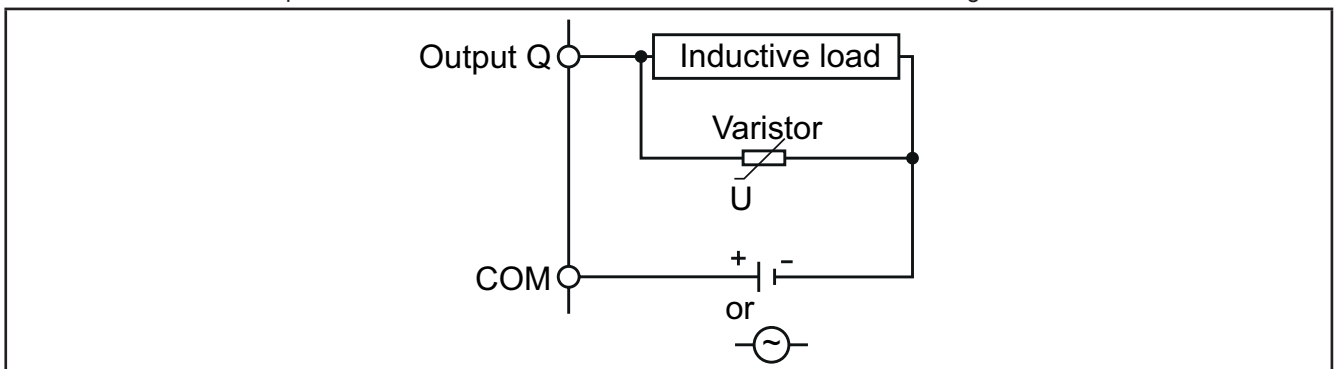 Output Q
Inductive load
Varistor
U
COM
+ −
or
~